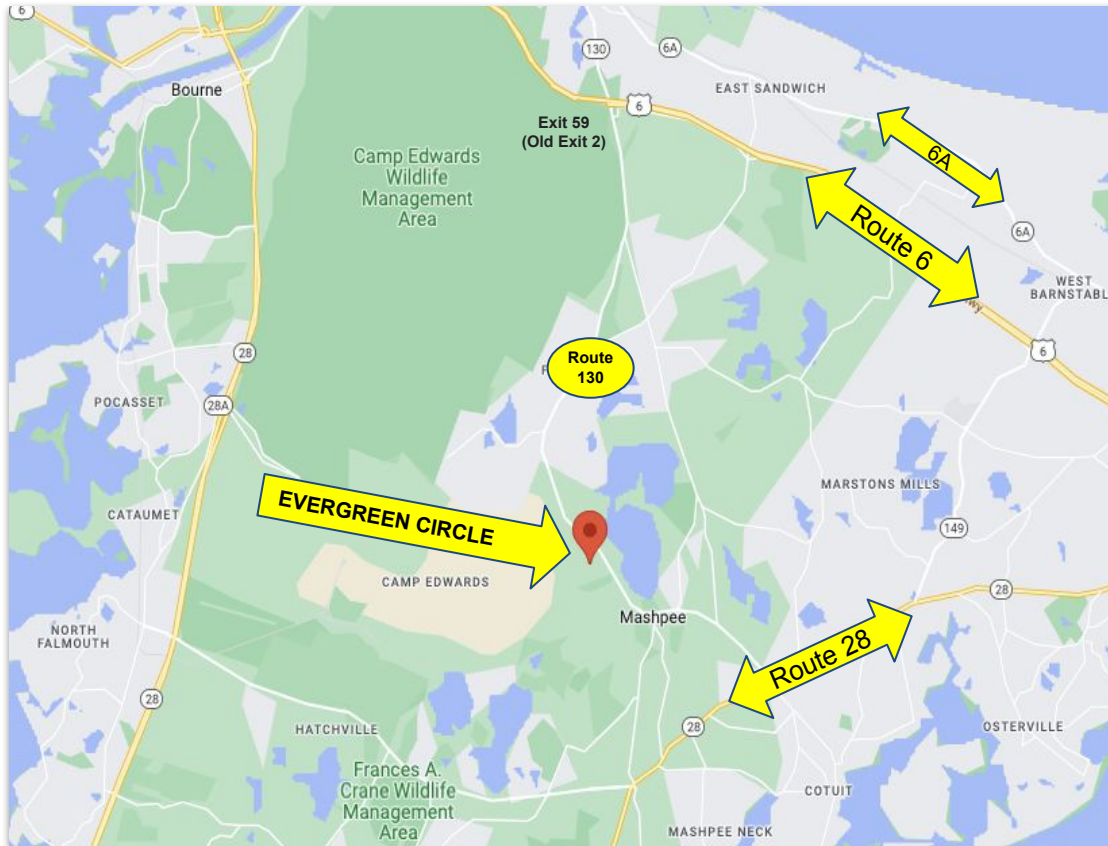 6
130
6A
Bourne
EAST SANDWICH
6
Exit 59
(Old Exit 2)
Camp Edwards
Wildlife
Management
Area
6A
Route 6
6A
WEST
BARNSTABL
wy
6
28
Route
130
28A
POCASSET
MARSTONS MILLS
EVERGREEN CIRCLE
CATAUMET
149
CAMP EDWARDS
28
Mashpee
NORTH
FALMOUTH
Route 28
28
28
HATCHVILLE
OSTERVILLE
Frances A.
Crane Wildlife
Management
Area
COTUIT
MASHPEE NECK